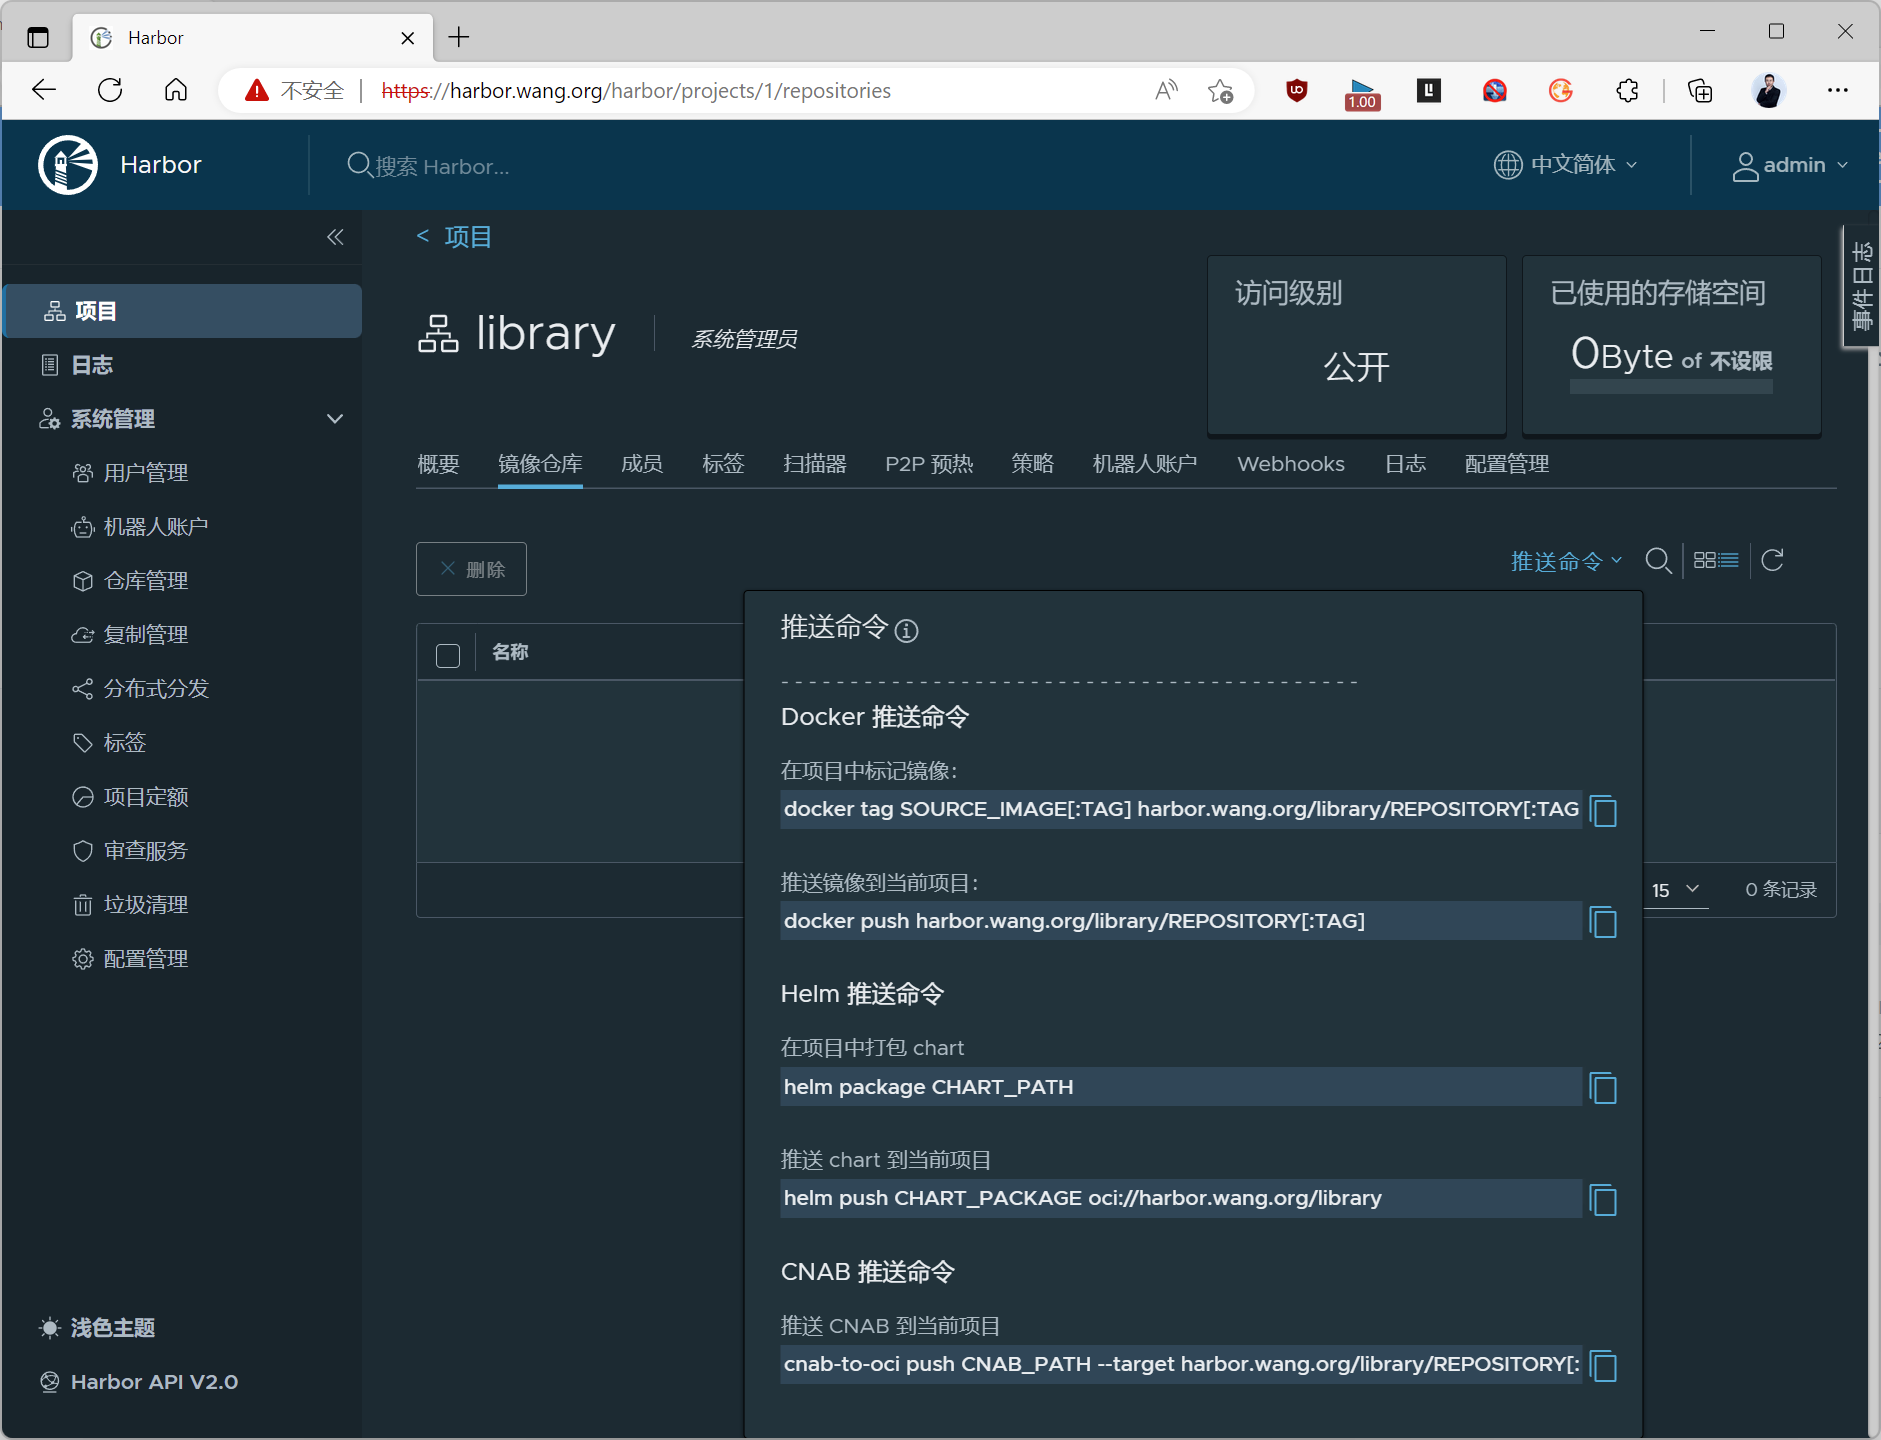 Harbor
不安全
https://harbor.wang.org/harbor/projects/1/repositories
1.00
Harbor
搜索 Harbor...
中文简体
admin
项目
日志
系统管理
用户管理
机器人账户
仓库管理
复制管理
分布式分发
标签
项目定额
审查服务
垃圾清理
配置管理
浅色主题
Harbor API V2.0
< 项目
library
系统管理员
访问级别
公开
已使用的存储空间
0Byte of 不设限
事件日志
概要 镜像仓库 成员 标签 扫描器 P2P 预热 策略 机器人账户 Webhooks 日志 配置管理
删除
推送命令
名称
15
0 条记录
推送命令
- - - - - - - - - - - - - - - - - - - - - - - - - - - - - - - - - - - - - - - - - -
Docker 推送命令
在项目中标记镜像：
docker tag SOURCE_IMAGE[:TAG] harbor.wang.org/library/REPOSITORY[:TAG
推送镜像到当前项目：
docker push harbor.wang.org/library/REPOSITORY[:TAG]
Helm 推送命令
在项目中打包 chart
helm package CHART_PATH
推送 chart 到当前项目
helm push CHART_PACKAGE oci://harbor.wang.org/library
CNAB 推送命令
推送 CNAB 到当前项目
cnab-to-oci push CNAB_PATH --target harbor.wang.org/library/REPOSITORY[: